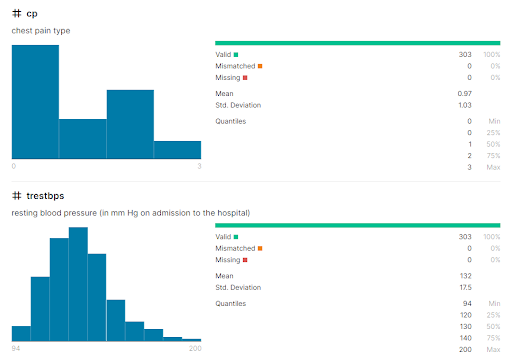 # cp
chest pain type
Valid 303 100%
Mismatched 0 0%
Missing 0 0%
Mean 0.97
Std. Deviation 1.03
Quantiles 0 Min
0 25%
1 50%
2 75%
3 Max
0 3
# trestbps
resting blood pressure (in mm Hg on admission to the hospital)
Valid 303 100%
Mismatched 0 0%
Missing 0 0%
Mean 132
Std. Deviation 17.5
Quantiles 94 Min
120 25%
130 50%
140 75%
200 Max
94 200